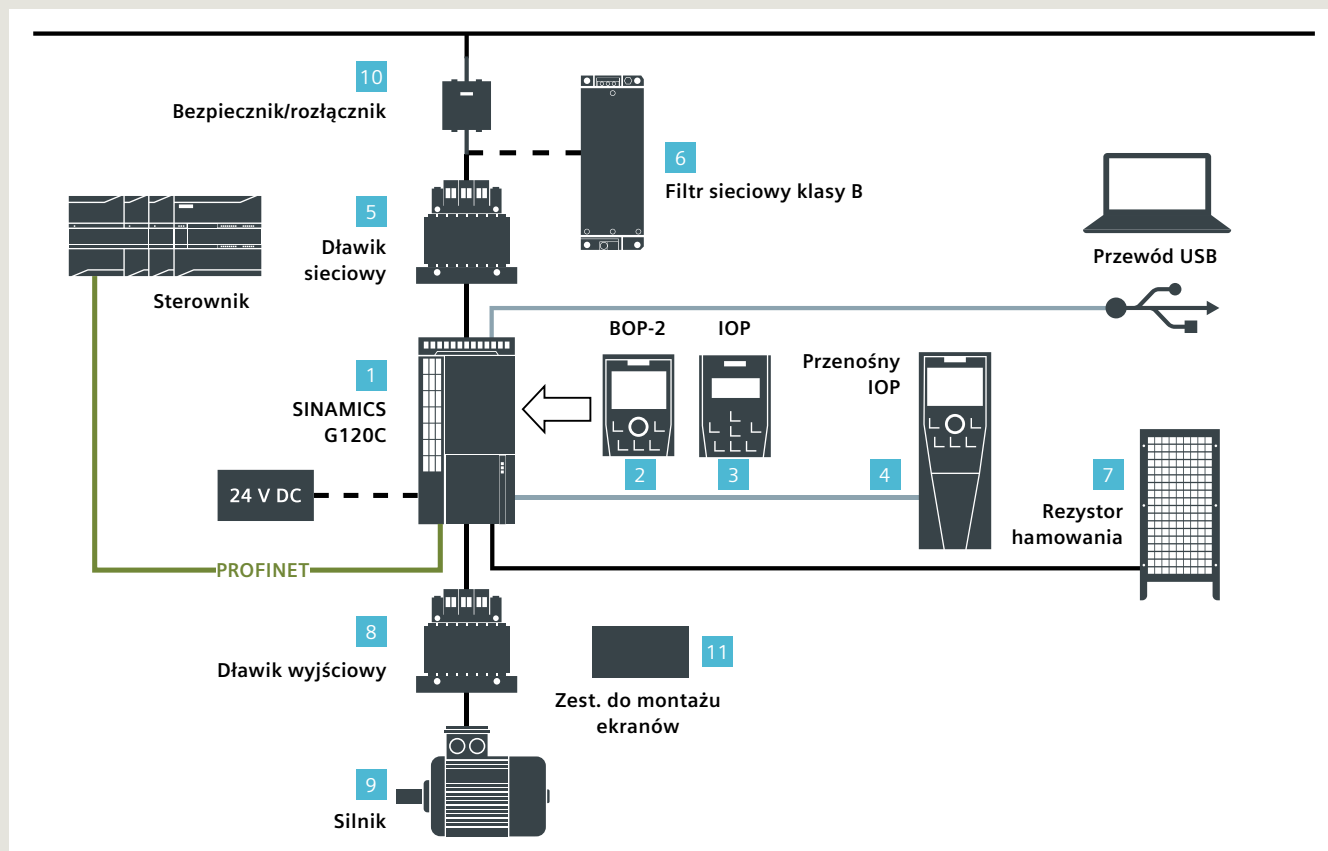 10
Bezpiecznik/rozłącznik
6
Filtr sieciowy klasy B
5
Dławik
sieciowy
Sterownik
Przewód USB
BOP-2
IOP
Przenośny
IOP
1
SINAMICS
G120C
2
3
4
7
Rezystor
hamowania
24 V DC
PROFINET
8
Dławik wyjściowy
11
Zest. do montażu
ekranów
9
Silnik